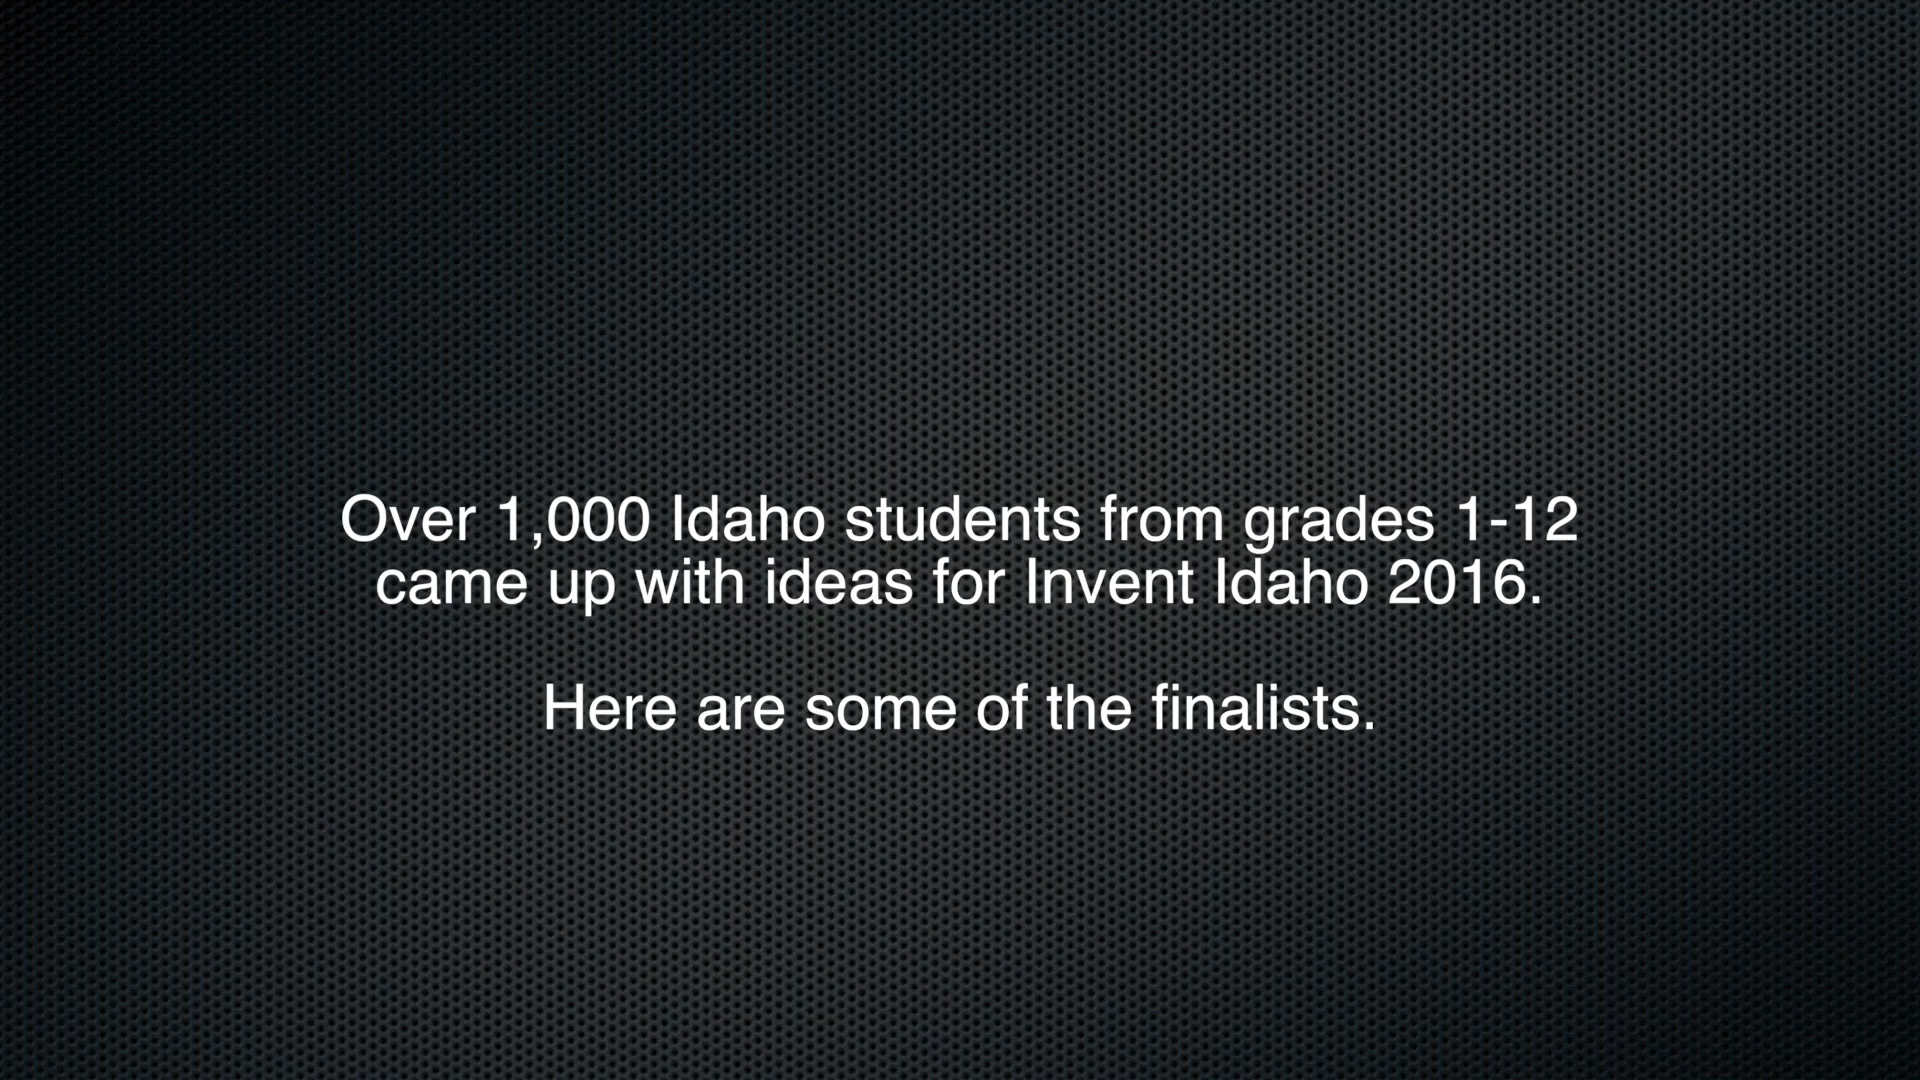 Over 1,000 Idaho students from grades 1-12
came up with ideas for Invent Idaho 2016.
Here are some of the finalists.